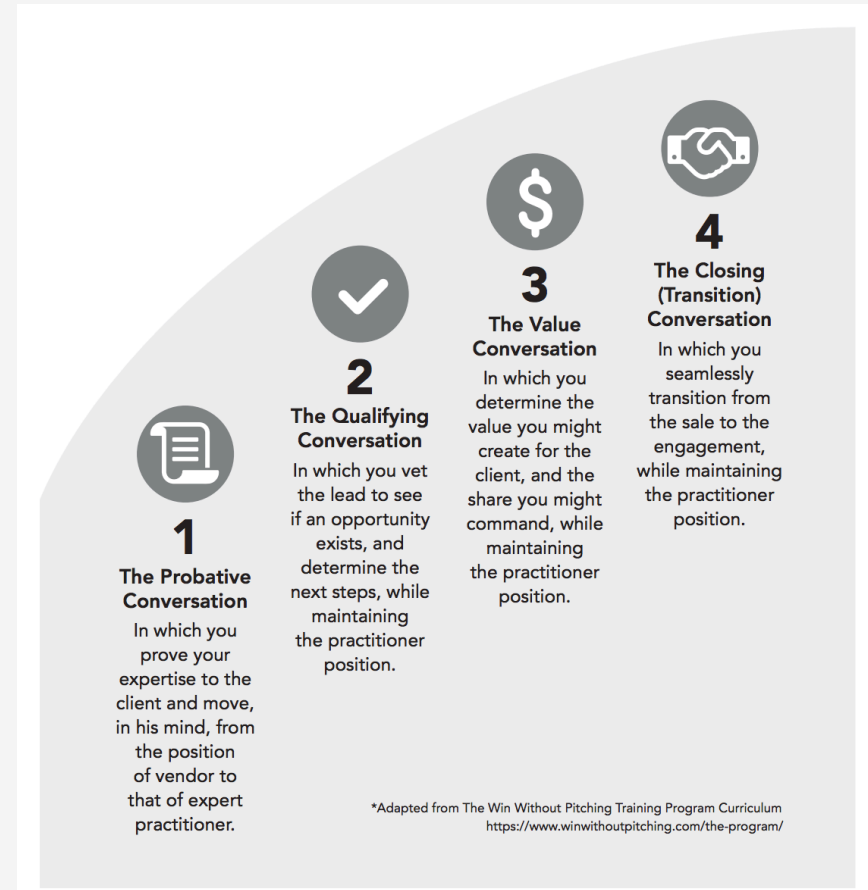 1
The Probative
Conversation
In which you
prove your
expertise to the
client and move,
in his mind, from
the position
of vendor to
that of expert
practitioner.
2
The Qualifying
Conversation
In which you vet
the lead to see
if an opportunity
exists, and
determine the
next steps, while
maintaining
the practitioner
position.
$
3
The Value
Conversation
In which you
determine the
value you might
create for the
client, and the
share you might
command, while
maintaining
the practitioner
position.
4
The Closing
(Transition)
Conversation
In which you
seamlessly
transition from
the sale to the
engagement,
while maintaining
the practitioner
position.
*Adapted from The Win Without Pitching Training Program Curriculum
https://www.winwithoutpitching.com/the-program/